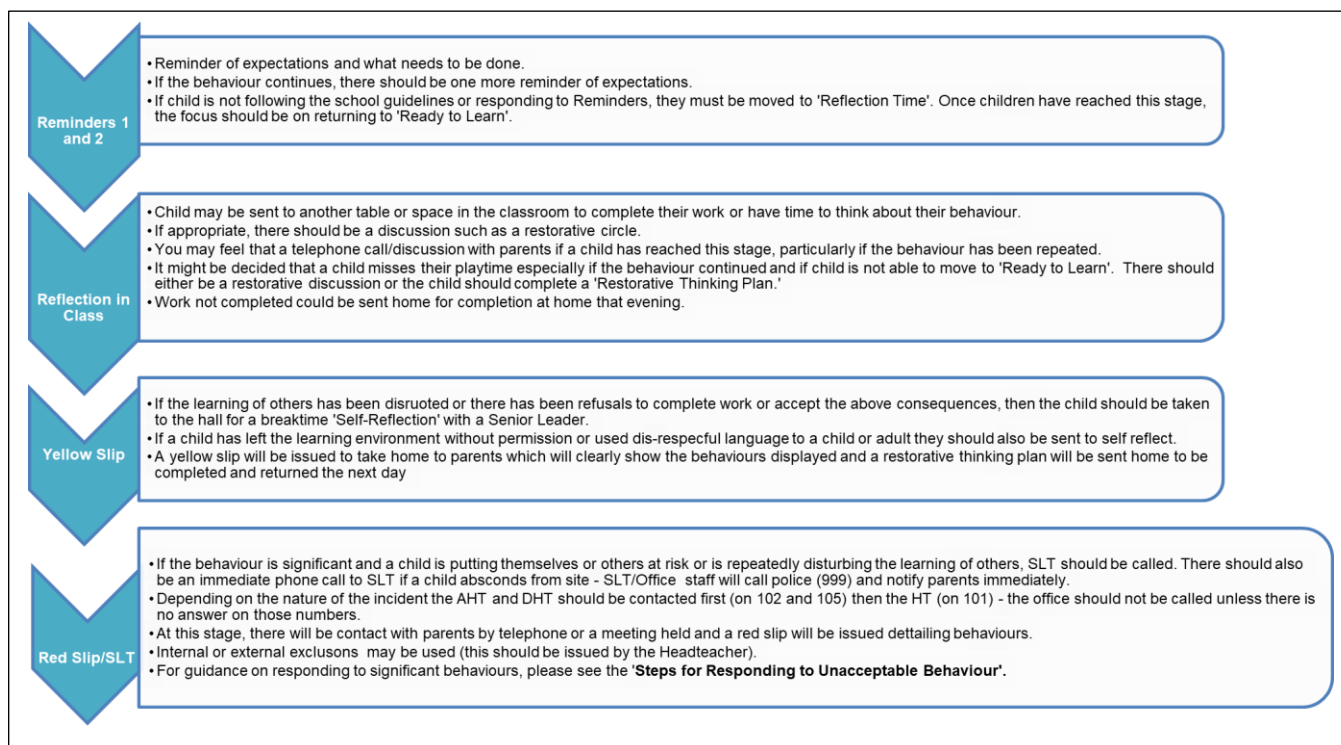 • Reminder of expectations and what needs to be done.
• If the behaviour continues, there should be one more reminder of expectations.
• If child is not following the school guidelines or responding to Reminders, they must be moved to 'Reflection Time'. Once children have reached this stage,
the focus should be on returning to 'Ready to Learn'.
Reminders 1
and 2
• Child may be sent to another table or space in the classroom to complete their work or have time to think about their behaviour.
• If appropriate, there should be a discussion such as a restorative circle.
• You may feel that a telephone call/discussion with parents if a child has reached this stage, particularly if the behaviour has been repeated.
• It might be decided that a child misses their playtime especially if the behaviour continued and if child is not able to move to 'Ready to Learn'. There should
either be a restorative discussion or the child should complete a 'Restorative Thinking Plan.'
• Work not completed could be sent home for completion at home that evening.
Reflection in
Class
• If the learning of others has been disruoted or there has been refusals to complete work or accept the above consequences, then the child should be taken
to the hall for a breaktime 'Self-Reflection' with a Senior Leader.
• If a child has left the learning environment without permission or used dis-respecful language to a child or adult they should also be sent to self reflect.
• A yellow slip will be issued to take home to parents which will clearly show the behaviours displayed and a restorative thinking plan will be sent home to be
completed and returned the next day
Yellow Slip
• If the behaviour is significant and a child is putting themselves or others at risk or is repeatedly disturbing the learning of others, SLT should be called. There should also
be an immediate phone call to SLT if a child absconds from site - SLT/Office staff will call police (999) and notify parents immediately.
• Depending on the nature of the incident the AHT and DHT should be contacted first (on 102 and 105) then the HT (on 101) - the office should not be called unless there is
no answer on those numbers.
• At this stage, there will be contact with parents by telephone or a meeting held and a red slip will be issued dettailing behaviours.
• Internal or external exclusons may be used (this should be issued by the Headteacher).
• For guidance on responding to significant behaviours, please see the 'Steps for Responding to Unacceptable Behaviour'.
Red Slip/SLT